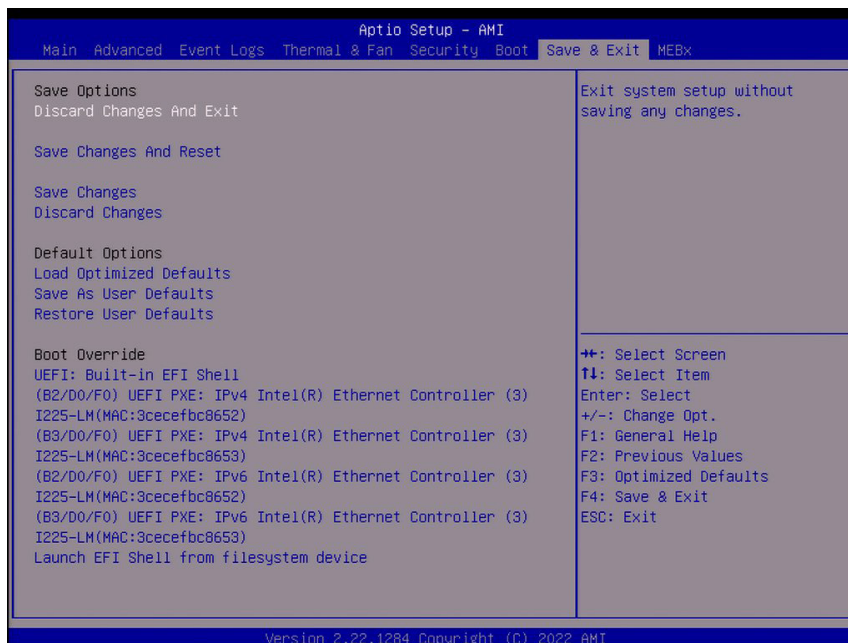 Aptio Setup - AMI
Main Advanced Event Logs Thermal & Fan Security Boot Save & Exit MEBx
Save Options
Discard Changes And Exit
Save Changes And Reset
Save Changes
Discard Changes
Default Options
Load Optimized Defaults
Save As User Defaults
Restore User Defaults
Boot Override
UEFI: Built-in EFI Shell
(B2/D0/F0) UEFI PXE: IPv4 Intel(R) Ethernet Controller (3)
I225-LM(MAC:3cecefbc8652)
(B3/D0/F0) UEFI PXE: IPv4 Intel(R) Ethernet Controller (3)
I225-LM(MAC:3cecefbc8653)
(B2/D0/F0) UEFI PXE: IPv6 Intel(R) Ethernet Controller (3)
I225-LM(MAC:3cecefbc8652)
(B3/D0/F0) UEFI PXE: IPv6 Intel(R) Ethernet Controller (3)
I225-LM(MAC:3cecefbc8653)
Launch EFI Shell from filesystem device
Exit system setup without
saving any changes.
→←: Select Screen
↑↓: Select Item
Enter: Select
+/-: Change Opt.
F1: General Help
F2: Previous Values
F3: Optimized Defaults
F4: Save & Exit
ESC: Exit
Version 2.22.1284 Copyright (C) 2022 AMI